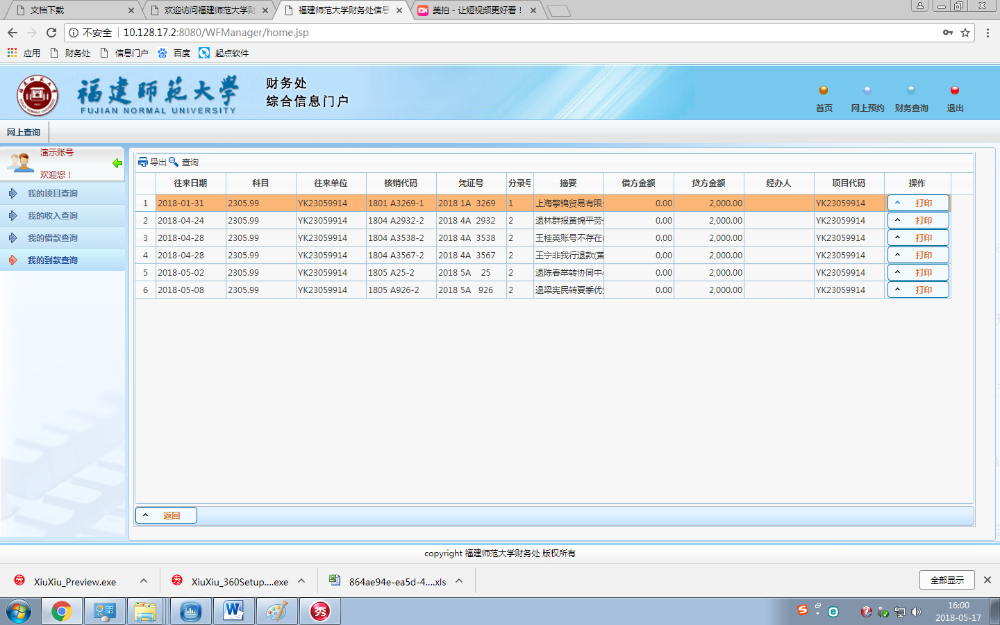 文档下载
欢迎访问福建师范大学财
福建师范大学财务处信息
美拍 - 让短视频更好看！
不安全 10.128.17.2:8080/WFManager/home.jsp
应用 财务处 信息门户 百度 起点软件
福建师范大学
FUJIAN NORMAL UNIVERSITY
财务处
综合信息门户
首页 网上预约 财务查询 退出
网上查询
演示账号
欢迎您！
我的项目查询
我的收入查询
我的借款查询
我的到款查询
导出 查询
往来日期 科目 往来单位 核销代码 凭证号 分录号 摘要 借方金额 贷方金额 经办人 项目代码 操作
1 2018-01-31 2305.99 YK23059914 1801 A3269-1 2018 1A 3269 1 上海擎锦贸易有限 0.00 2,000.00 YK23059914 打印
2 2018-04-24 2305.99 YK23059914 1804 A2932-2 2018 4A 2932 2 退林群报黄锦平劳 0.00 2,000.00 YK23059914 打印
3 2018-04-28 2305.99 YK23059914 1804 A3538-2 2018 4A 3538 2 王桂英账号不存在 0.00 2,000.00 YK23059914 打印
4 2018-04-28 2305.99 YK23059914 1804 A3567-2 2018 4A 3567 2 王宁非我行退款(黄 0.00 2,000.00 YK23059914 打印
5 2018-05-02 2305.99 YK23059914 1805 A25-2 2018 5A 25 2 退陈春举转协同中 0.00 2,000.00 YK23059914 打印
6 2018-05-08 2305.99 YK23059914 1805 A926-2 2018 5A 926 2 退梁宪民转夏季优 0.00 2,000.00 YK23059914 打印
返回
copyright 福建师范大学财务处 版权所有
XiuXiu_Preview.exe XiuXiu_360Setup....exe 864ae94e-ea5d-4....xls 全部显示
秀
16:00
2018-05-17